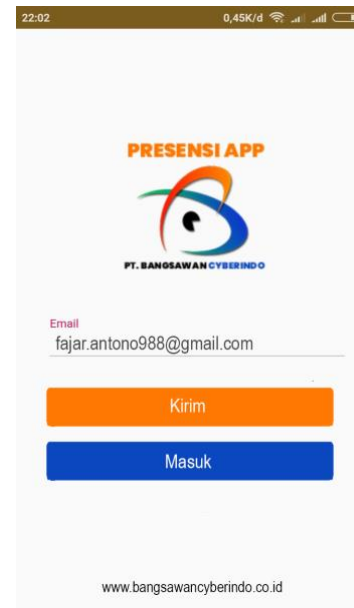 22:02 0,45K/d
PRESENSI APP
PT. BANGSAWAN CYBERINDO
Email
fajar.antono988@gmail.com
Kirim
Masuk
www.bangsawancyberindo.co.id